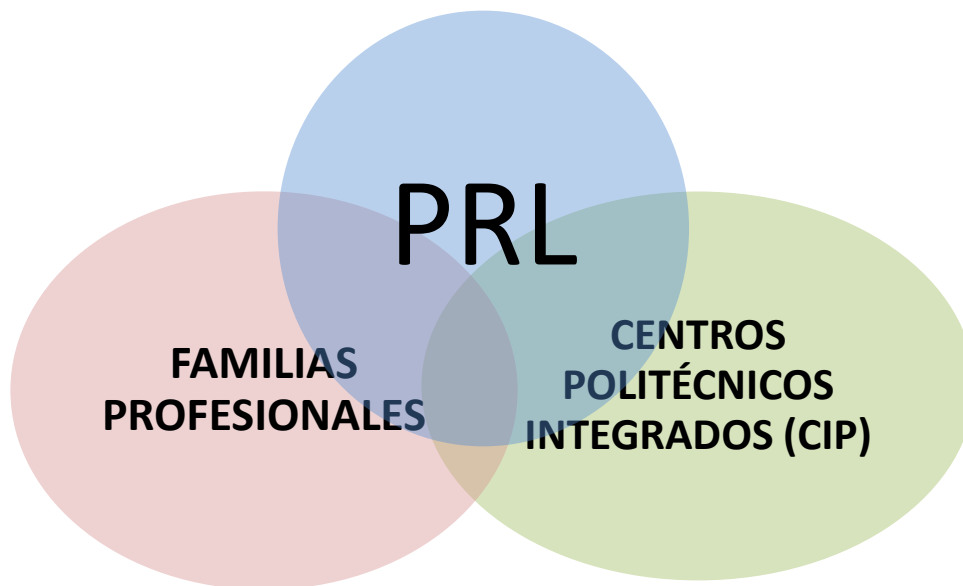 PRL
FAMILIAS
PROFESIONALES
CENTROS
POLITÉCNICOS
INTEGRADOS (CIP)